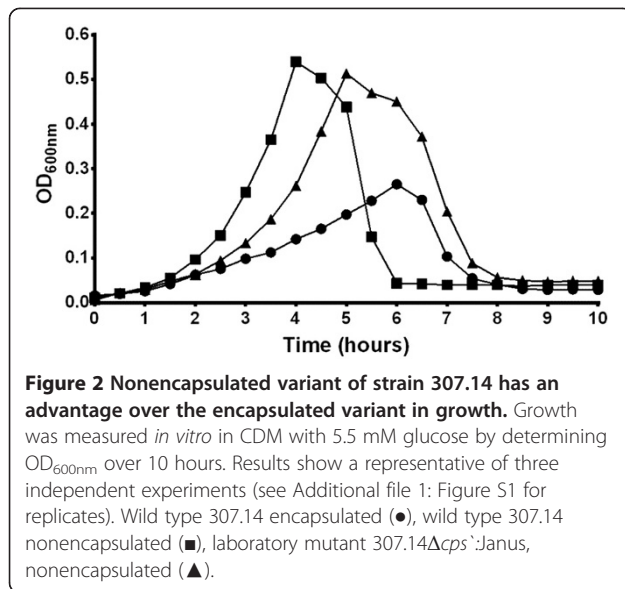 0.6
0.5
0.4
0.3
0.2
0.1
0.0
OD600nm
0 1 2 3 4 5 6 7 8 9 10
Time (hours)
Figure 2 Nonencapsulated variant of strain 307.14 has an
advantage over the encapsulated variant in growth. Growth
was measured in vitro in CDM with 5.5 mM glucose by determining
OD600nm over 10 hours. Results show a representative of three
independent experiments (see Additional file 1: Figure S1 for
replicates). Wild type 307.14 encapsulated (●), wild type 307.14
nonencapsulated (■), laboratory mutant 307.14Δcps`:Janus,
nonencapsulated (▲).